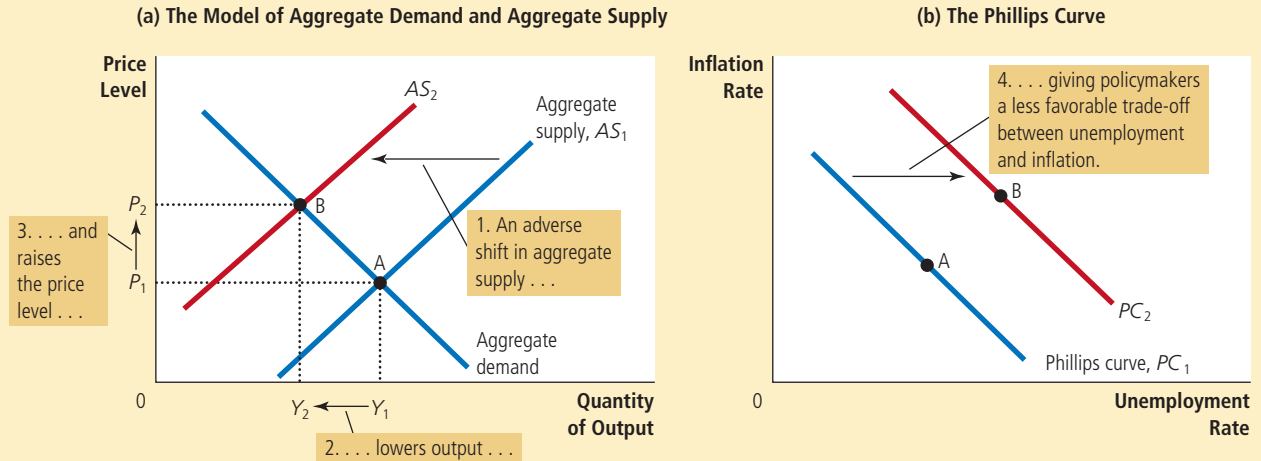 (a) The Model of Aggregate Demand and Aggregate Supply
Price
Level
AS2
Aggregate
supply, AS1
P2
B
3. . . . and
raises
the price
level . . .
1. An adverse
shift in aggregate
supply . . .
A
P1
Aggregate
demand
0
Y2
Y1
Quantity
of Output
2. . . . lowers output . . .
(b) The Phillips Curve
Inflation
Rate
4. . . . giving policymakers
a less favorable trade-off
between unemployment
and inflation.
B
A
PC2
Phillips curve, PC1
0
Unemployment
Rate